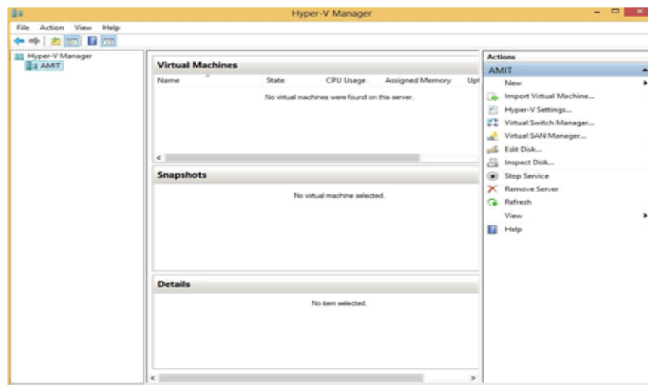 Hyper-V Manager
File Action View Help
Hyper-V Manager
AMIT
Virtual Machines
Name State CPU Usage Assigned Memory Upt
No virtual machines were found on this server.
Snapshots
No virtual machine selected.
Details
No item selected.
Actions
AMIT
New
Import Virtual Machine...
Hyper-V Settings...
Virtual Switch Manager...
Virtual SAN Manager...
Edit Disk...
Inspect Disk...
Stop Service
Remove Server
Refresh
View
Help